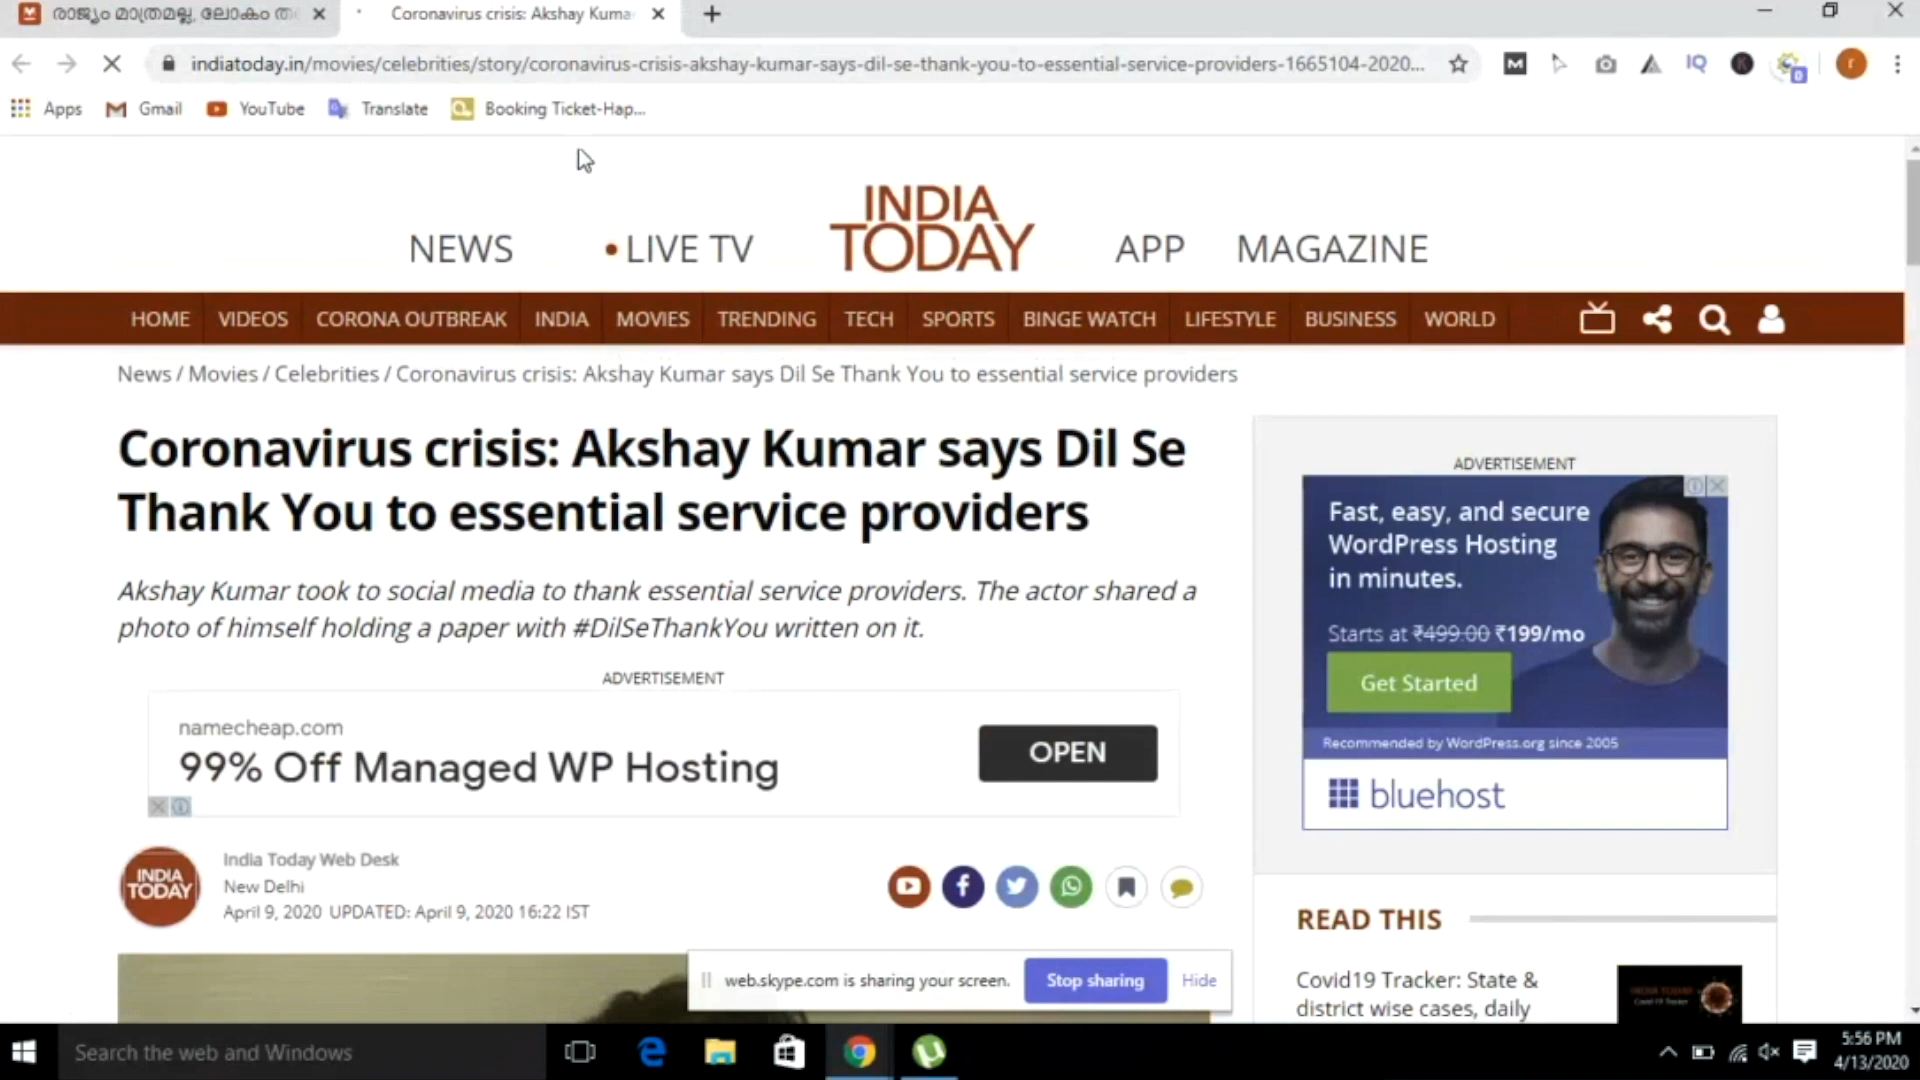 രാജ്യം മാത്രമല്ല, ലോകം ത
Coronavirus crisis: Akshay Kuma
indiatoday.in/movies/celebrities/story/coronavirus-crisis-akshay-kumar-says-dil-se-thank-you-to-essential-service-providers-1665104-2020...
Apps Gmail YouTube Translate Booking Ticket-Hap...
NEWS LIVE TV INDIA TODAY APP MAGAZINE
HOME VIDEOS CORONA OUTBREAK INDIA MOVIES TRENDING TECH SPORTS BINGE WATCH LIFESTYLE BUSINESS WORLD
News / Movies / Celebrities / Coronavirus crisis: Akshay Kumar says Dil Se Thank You to essential service providers
Coronavirus crisis: Akshay Kumar says Dil Se
Thank You to essential service providers
Akshay Kumar took to social media to thank essential service providers. The actor shared a
photo of himself holding a paper with #DilSeThankYou written on it.
ADVERTISEMENT
namecheap.com
99% Off Managed WP Hosting
OPEN
INDIA
TODAY
India Today Web Desk
New Delhi
April 9, 2020 UPDATED: April 9, 2020 16:22 IST
ADVERTISEMENT
Fast, easy, and secure
WordPress Hosting
in minutes.
Starts at ₹499.00 ₹199/mo
Get Started
Recommended by WordPress.org since 2005
bluehost
READ THIS
Covid19 Tracker: State &
district wise cases, daily
web.skype.com is sharing your screen. Stop sharing Hide
Search the web and Windows
5:56 PM
4/13/2020